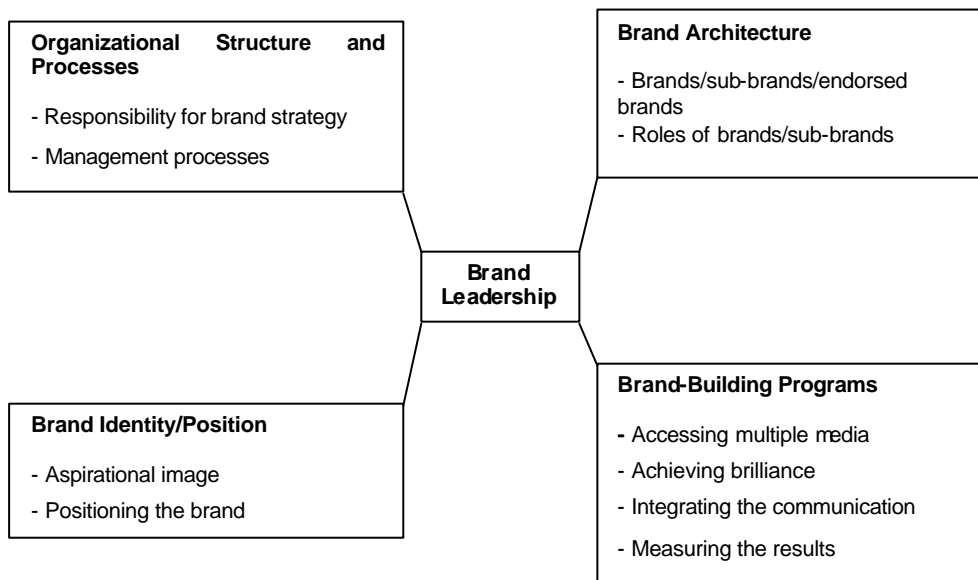 Organizational Structure and
Processes
- Responsibility for brand strategy
- Management processes
Brand Architecture
- Brands/sub-brands/endorsed
brands
- Roles of brands/sub-brands
Brand
Leadership
Brand Identity/Position
- Aspirational image
- Positioning the brand
Brand-Building Programs
- Accessing multiple media
- Achieving brilliance
- Integrating the communication
- Measuring the results